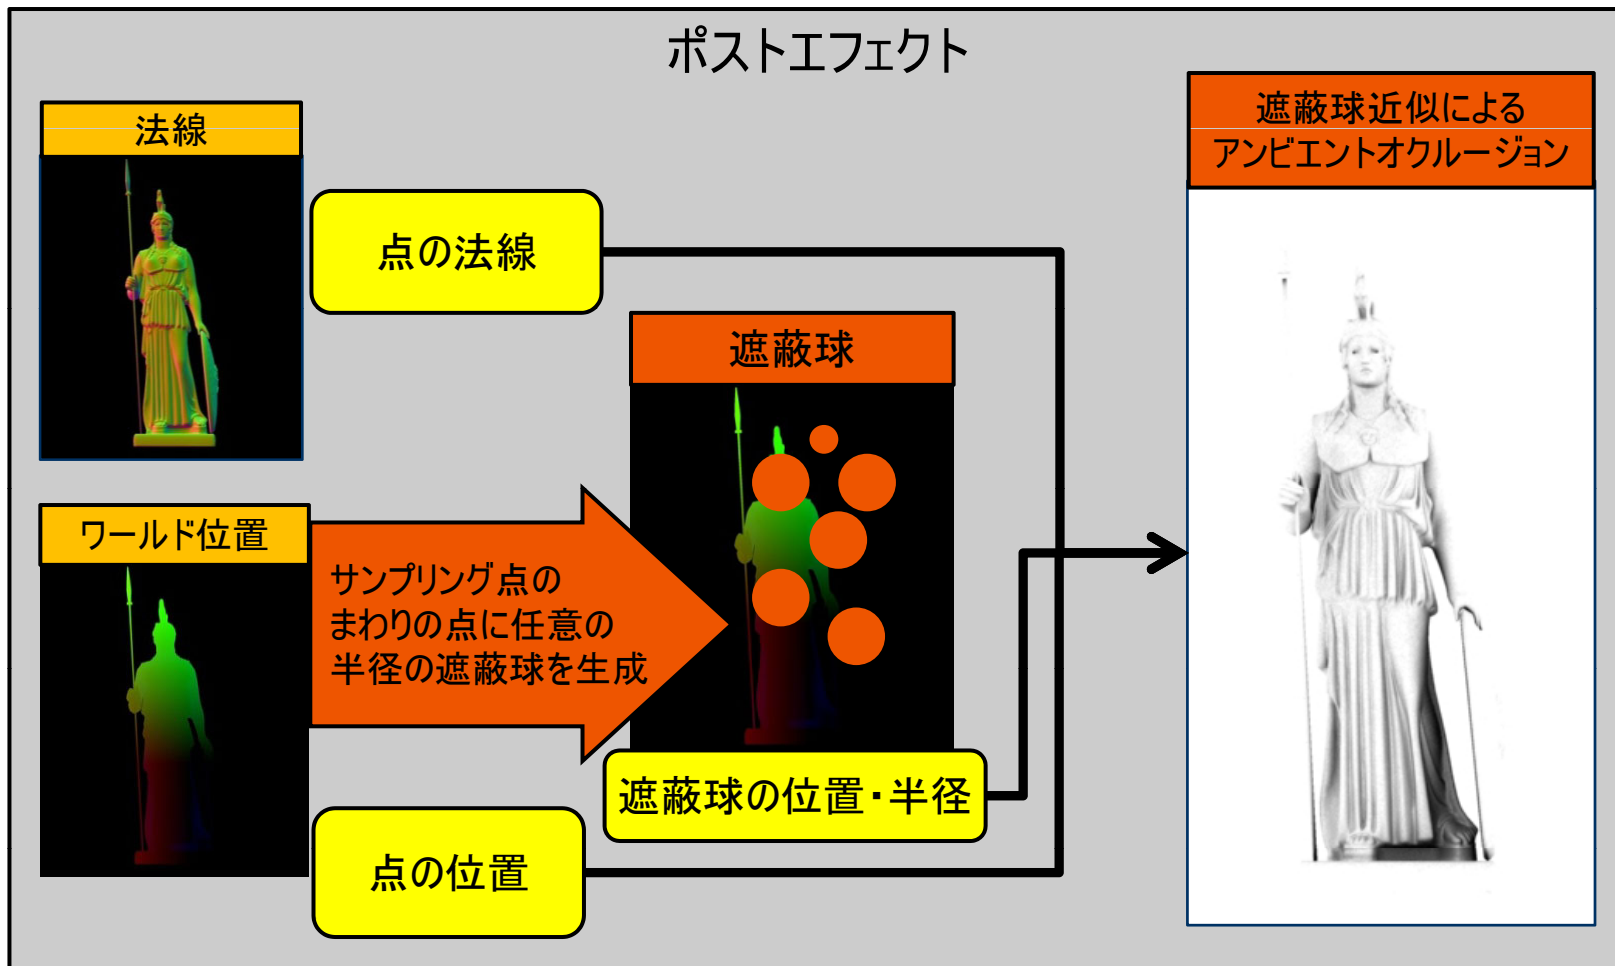 ポストエフェクト
法線
点の法線
ワールド位置
サンプリング点の
まわりの点に任意の
半径の遮蔽球を生成
点の位置
遮蔽球
遮蔽球の位置・半径
遮蔽球近似による
アンビエントオクルージョン